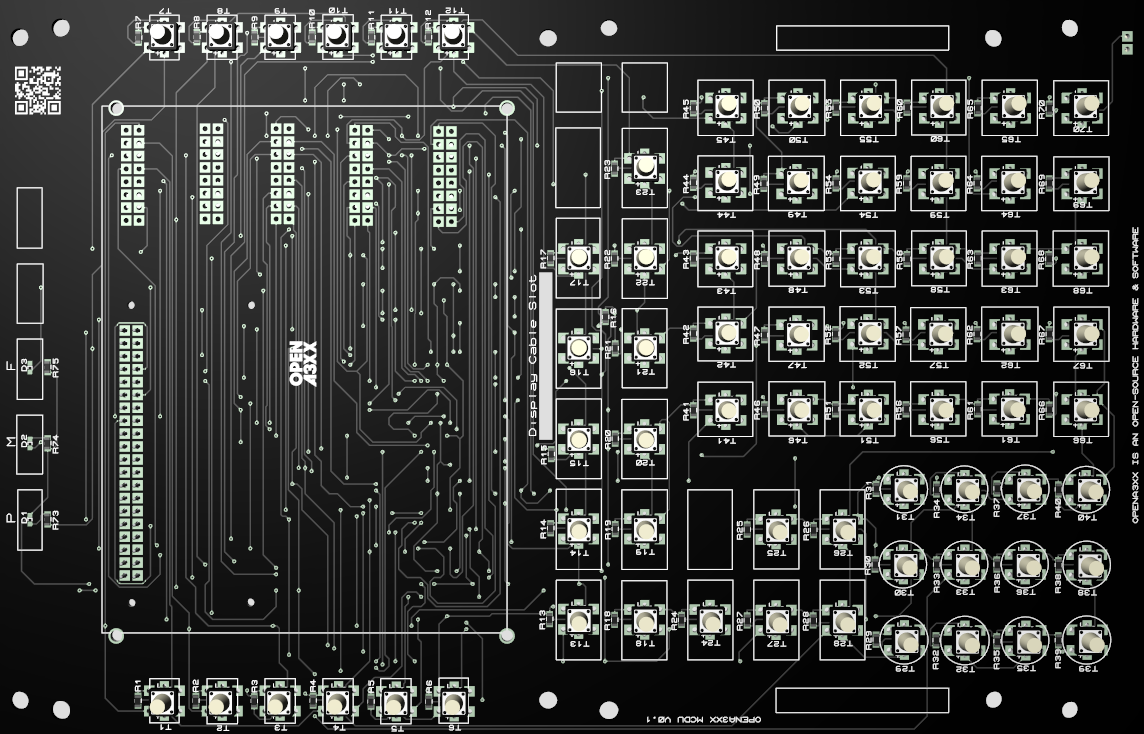 T7 T8 T9 T10 T11 T12
R7 R8 R9 R10 R11 R12
R45 R50 R55 R60 R65 R70
T45 T50 T55 T60 T65 T70
R23
T23
R44 R49 R54 R59 R64 R69
T44 T49 T54 T59 T64 T69
R17 R22 R43 R48 R53 R58 R63 R68
T17 T22 T43 T48 T53 T58 T63 T68
Display Cable Slot
R16
R21 R42 R47 R52 R57 R62 R67
T16 T21 T42 T47 T52 T57 T62 T67
OPEN
A3XX
F D3 R75
M D2 R74
P D1 R73
R15 R20 R41 R46 R51 R56 R61 R66
T15 T20 T41 T46 T51 T56 T61 T66
R31 R34 R37 R40
T31 T34 T37 T40
R14 R19 R25 R26
T14 T19 T25 T26
R30 R33 R36 R38
T30 T33 T36 T38
R13 R18 R24 R27 R28
T13 T18 T24 T27 T28
R29 R32 R35 R39
T29 T32 T35 T39
R1 R2 R3 R4 R5 R6
T1 T2 T3 T4 T5 T6
OPENA3XX MCDU V0.1
OPENA3XX IS AN OPEN-SOURCE HARDWARE & SOFTWARE